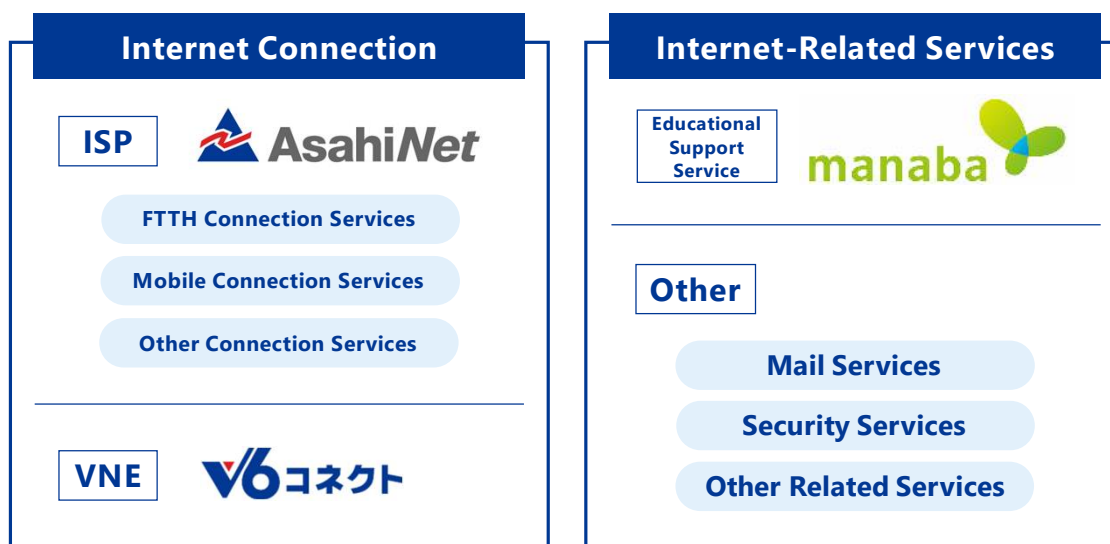 Internet Connection
ISP
AsahiNet
FTTH Connection Services
Mobile Connection Services
Other Connection Services
VNE
V6コネクト
Internet-Related Services
Educational
Support
Service
manaba
Other
Mail Services
Security Services
Other Related Services